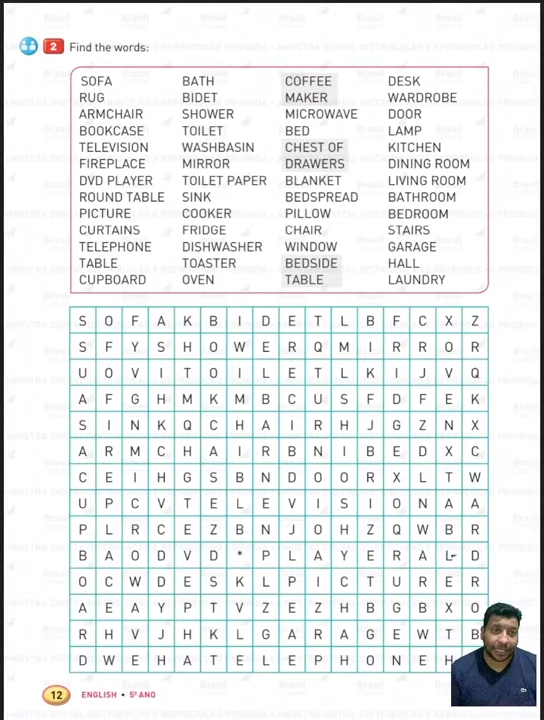 2 Find the words:
SOFA BATH COFFEE DESK
RUG BIDET MAKER WARDROBE
ARMCHAIR SHOWER MICROWAVE DOOR
BOOKCASE TOILET BED LAMP
TELEVISION WASHBASIN CHEST OF KITCHEN
FIREPLACE MIRROR DRAWERS DINING ROOM
DVD PLAYER TOILET PAPER BLANKET LIVING ROOM
ROUND TABLE SINK BEDSPREAD BATHROOM
PICTURE COOKER PILLOW BEDROOM
CURTAINS FRIDGE CHAIR STAIRS
TELEPHONE DISHWASHER WINDOW GARAGE
TABLE TOASTER BEDSIDE HALL
CUPBOARD OVEN TABLE LAUNDRY
S O F A K B I D E T L B F C X Z
S F Y S H O W E R Q M I R R O R
U O V I T O I L E T L K I J V Q
A F G H M K M B C U S F D F E K
S I N K Q C H A I R H J G Z N X
A R M C H A I R B N I B E D X C
C E I H G S B N D O O R X L T W
U P C V T E L E V I S I O N A A
P L R C E Z B N J O H Z Q W B R
B A O D V D * P L A Y E R A L D
O C W D E S K L P I C T U R E R
A E A Y P T V Z E Z H B G B X O
R H V J H K L G A R A G E W T B
D W E H A T E L E P H O N E H
12 ENGLISH • 5º ANO